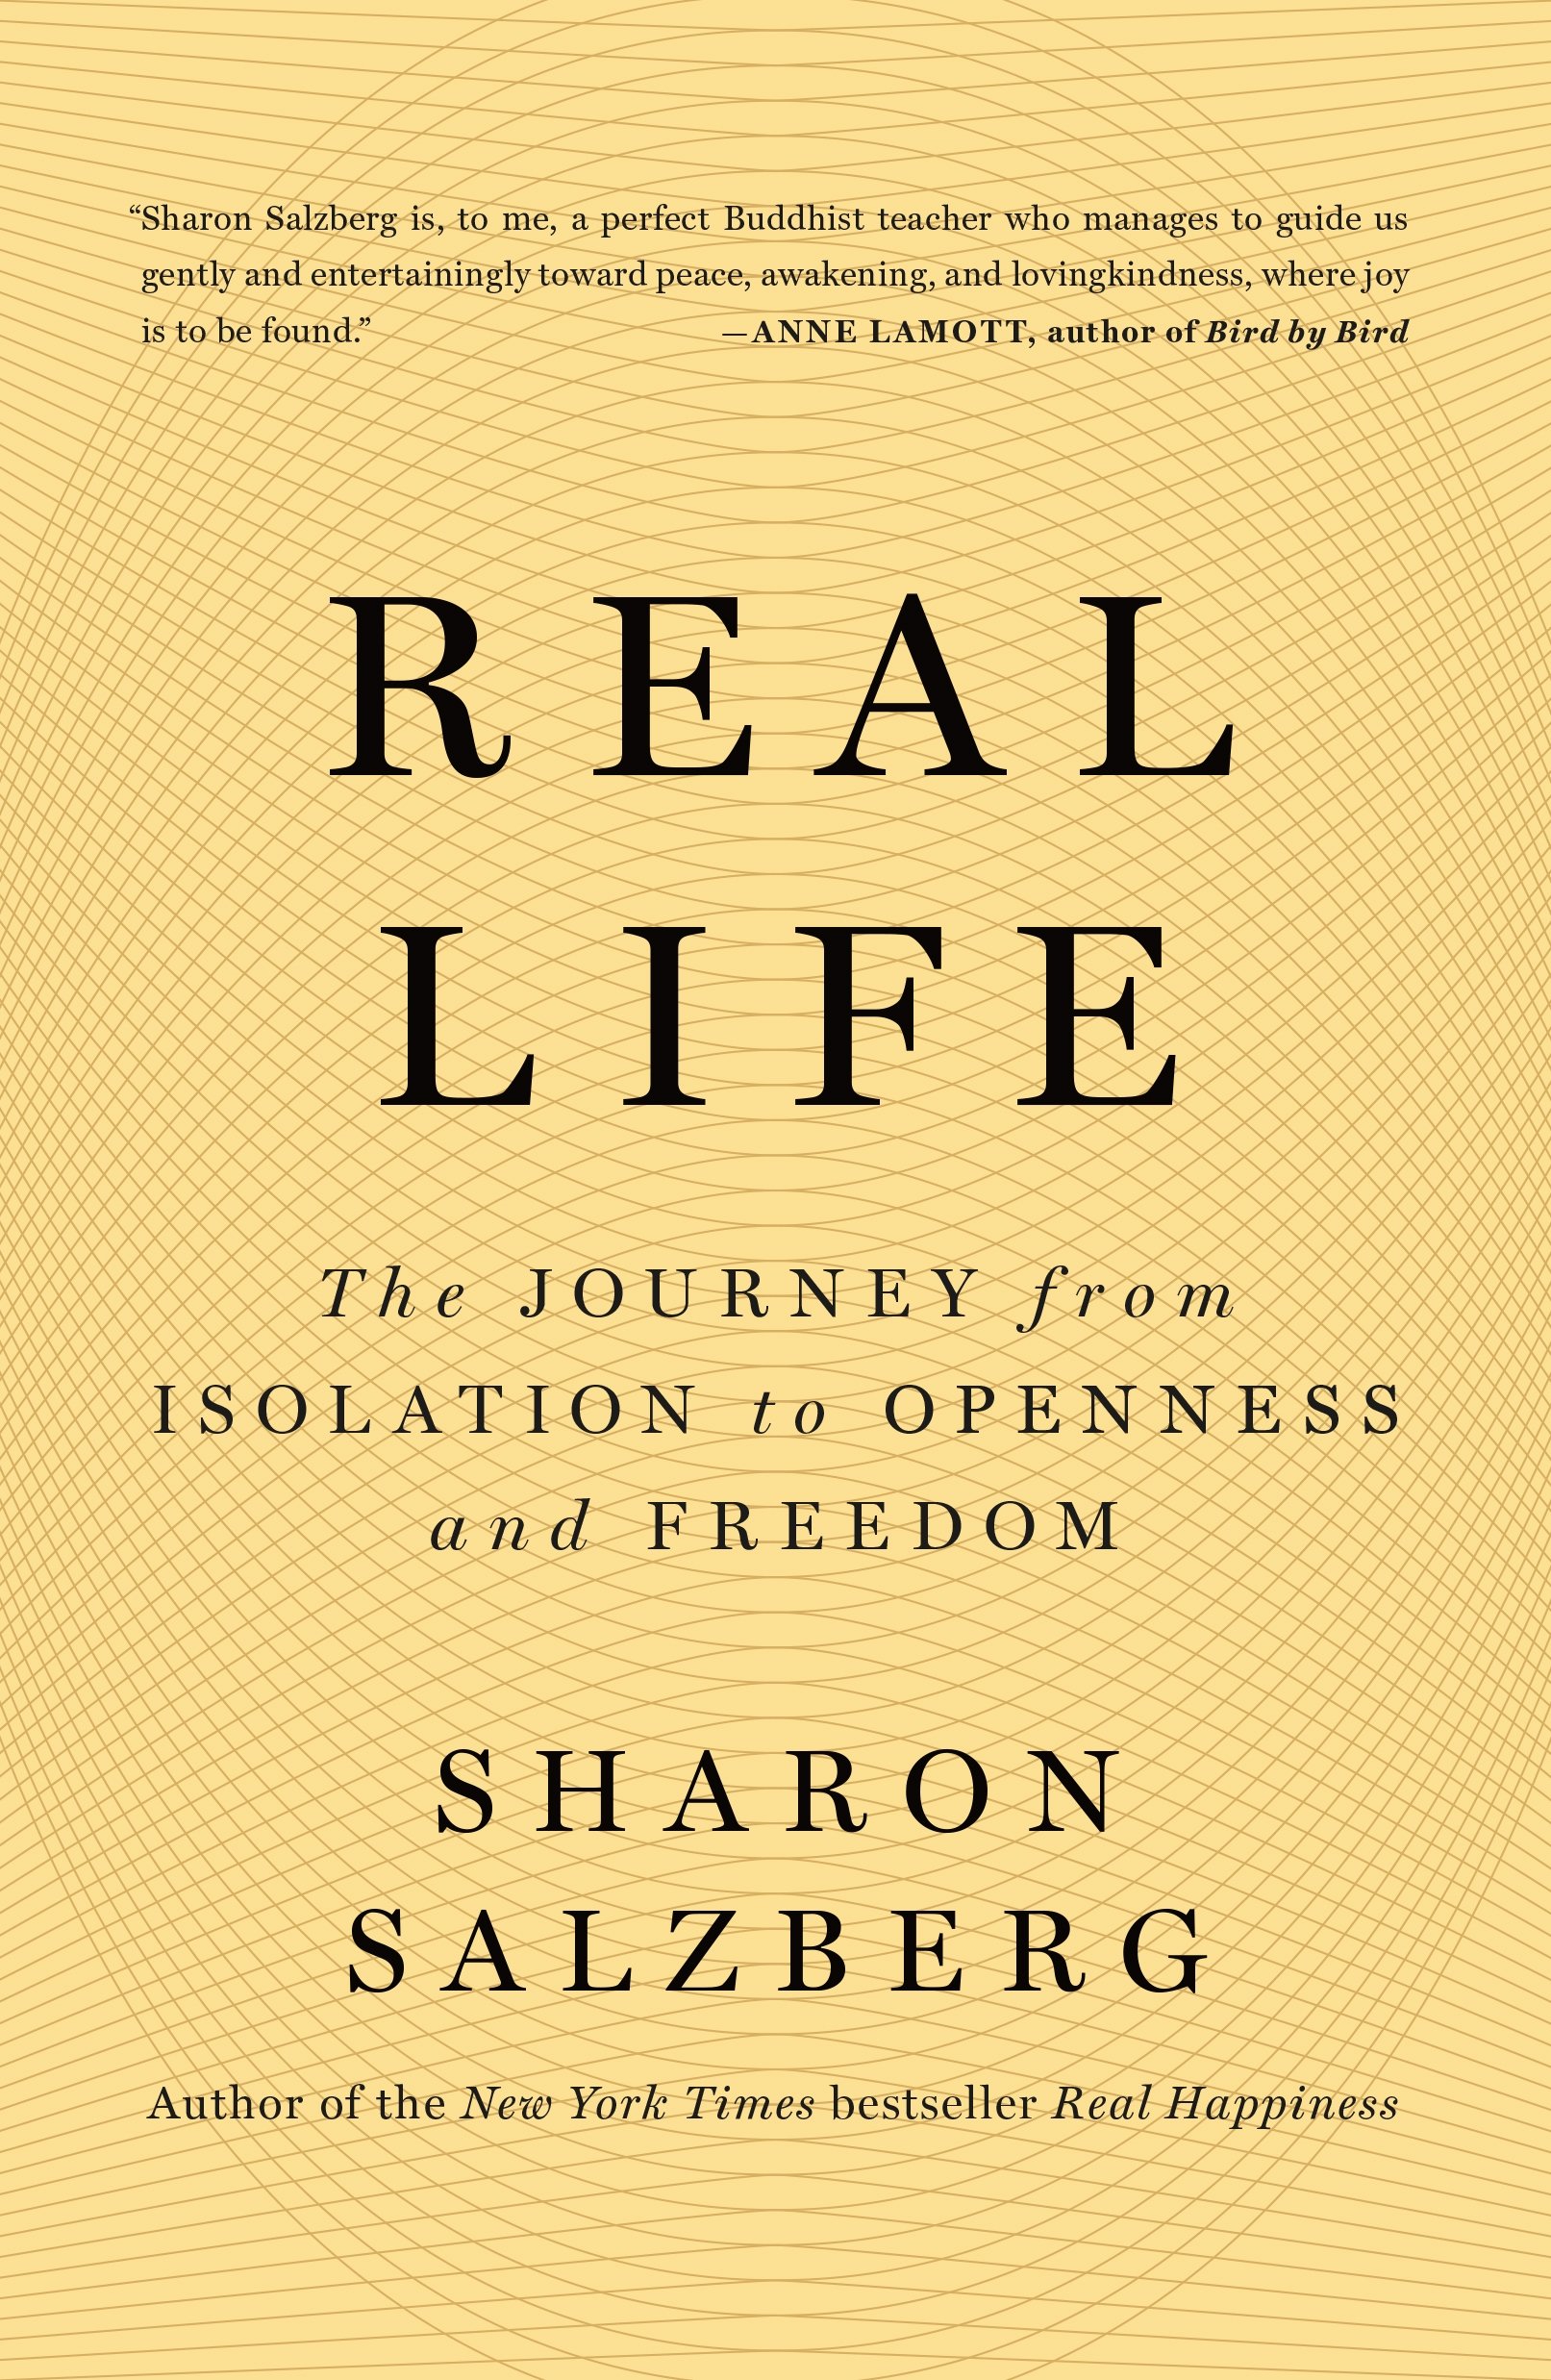 “Sharon Salzberg is, to me, a perfect Buddhist teacher who manages to guide us
gently and entertainingly toward peace, awakening, and lovingkindness, where joy
is to be found.” —ANNE LAMOTT, author of Bird by Bird
REAL
LIFE
The JOURNEY from
ISOLATION to OPENNESS
and FREEDOM
SHARON
SALZBERG
Author of the New York Times bestseller Real Happiness